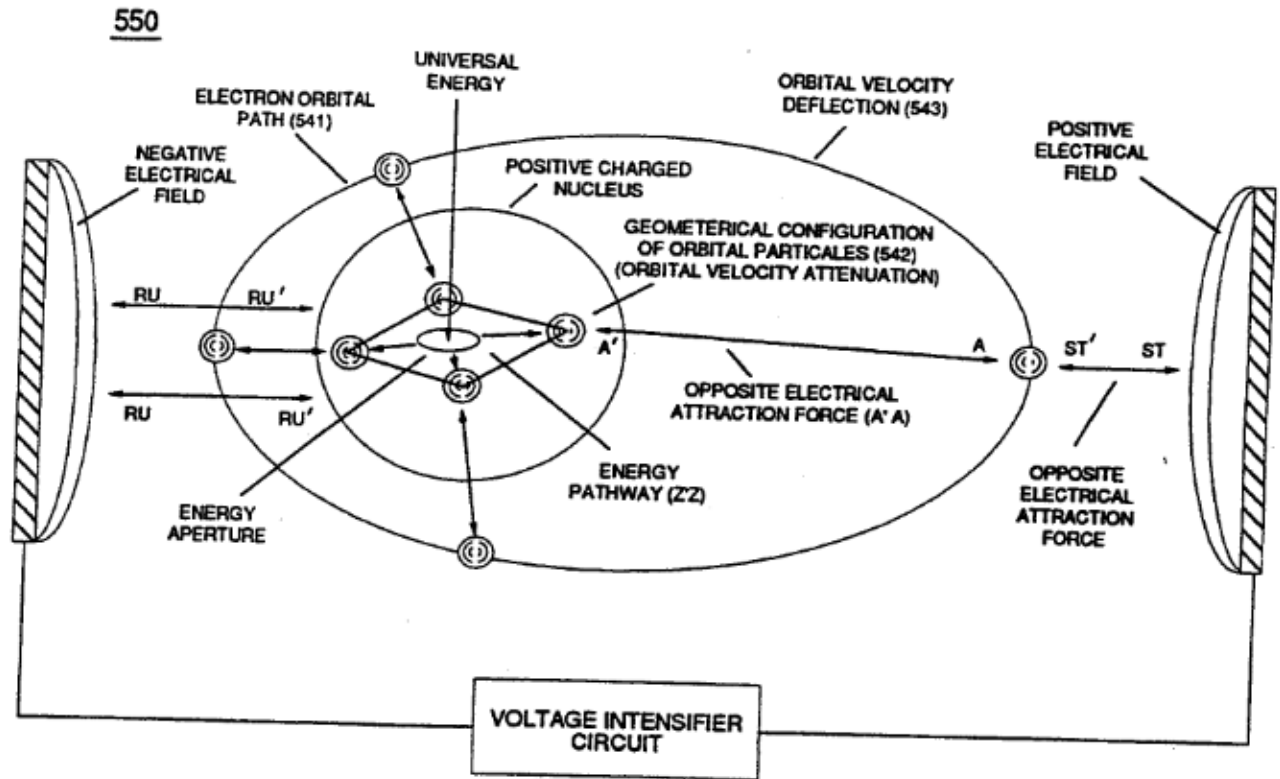 550
UNIVERSAL
ENERGY
ELECTRON ORBITAL
PATH (541)
ORBITAL VELOCITY
DEFLECTION (543)
NEGATIVE
ELECTRICAL
FIELD
POSITIVE CHARGED
NUCLEUS
POSITIVE
ELECTRICAL
FIELD
GEOMETERICAL CONFIGURATION
OF ORBITAL PARTICALES (542)
(ORBITAL VELOCITY ATTENUATION)
RU RU'
A' A ST' ST
RU RU'
OPPOSITE ELECTRICAL
ATTRACTION FORCE (A' A)
ENERGY
PATHWAY (Z'Z)
ENERGY
APERTURE
OPPOSITE
ELECTRICAL
ATTRACTION
FORCE
VOLTAGE INTENSIFIER
CIRCUIT